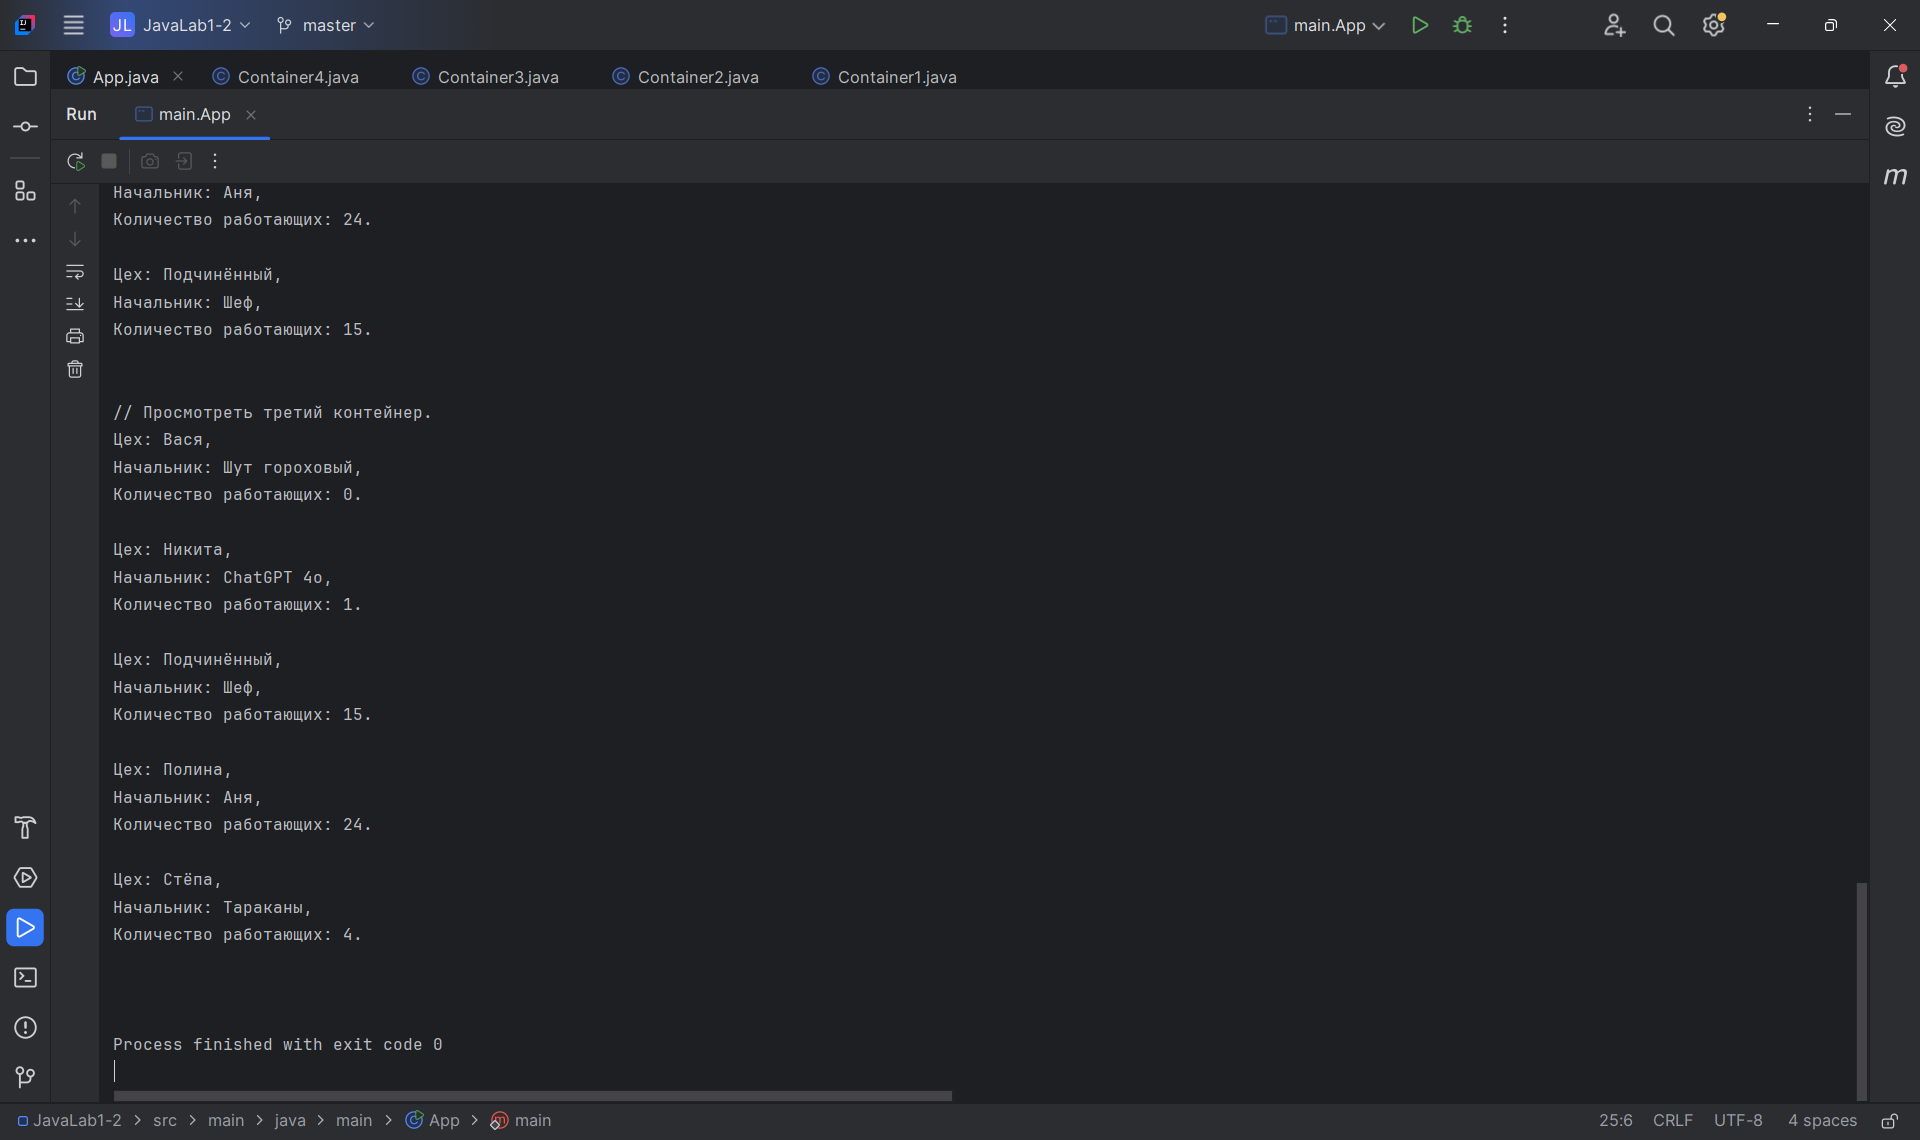 JL JavaLab1-2 master main.App
App.java Container4.java Container3.java Container2.java Container1.java
Run main.App
Начальник: Аня,
Количество работающих: 24.
Цех: Подчинённый,
Начальник: Шеф,
Количество работающих: 15.
// Просмотреть третий контейнер.
Цех: Вася,
Начальник: Шут гороховый,
Количество работающих: 0.
Цех: Никита,
Начальник: ChatGPT 4o,
Количество работающих: 1.
Цех: Подчинённый,
Начальник: Шеф,
Количество работающих: 15.
Цех: Полина,
Начальник: Аня,
Количество работающих: 24.
Цех: Стёпа,
Начальник: Тараканы,
Количество работающих: 4.
Process finished with exit code 0
JavaLab1-2 > src > main > java > main > App > main 25:6 CRLF UTF-8 4 spaces